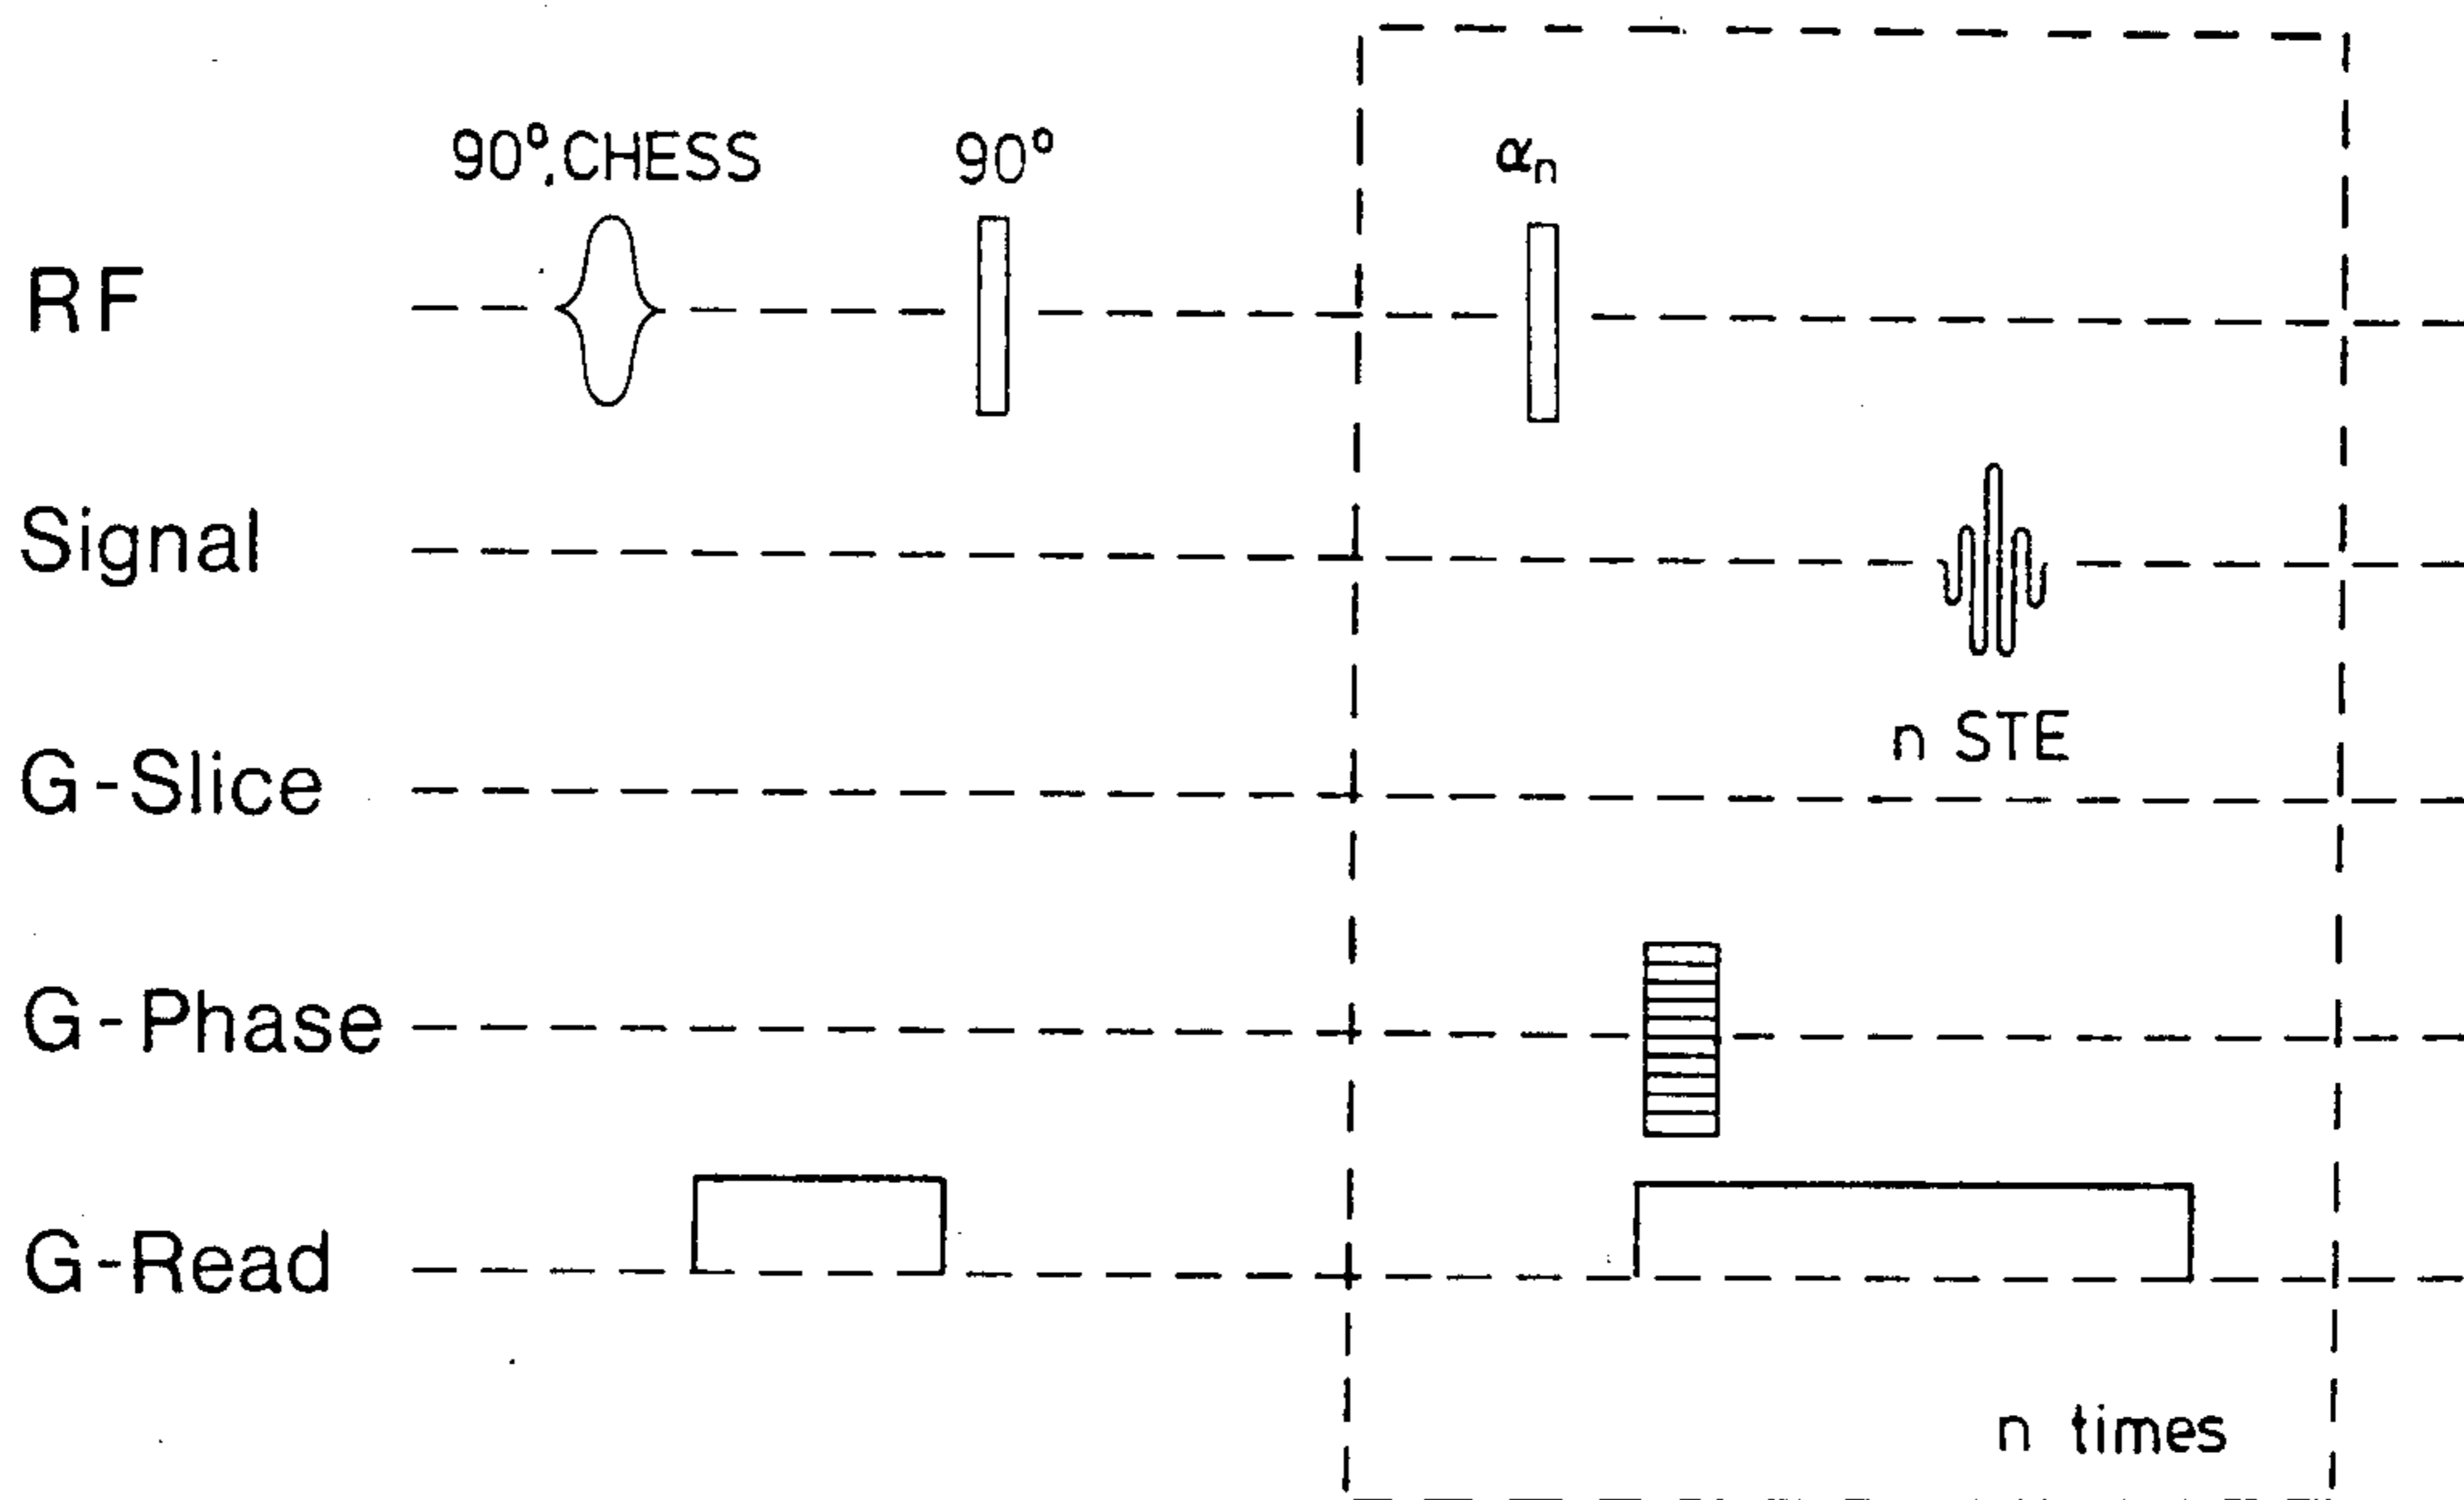 90°, CHESS
90°
αn
RF
Signal
n STE
G-Slice
G-Phase
G-Read
n times